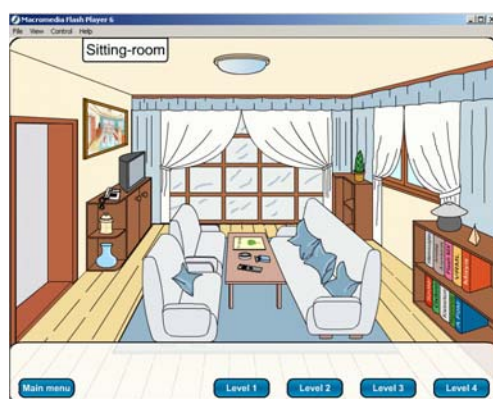 Macromedia Flash Player 6
File View Control Help
Sitting-room
Main menu
Level 1
Level 2
Level 3
Level 4